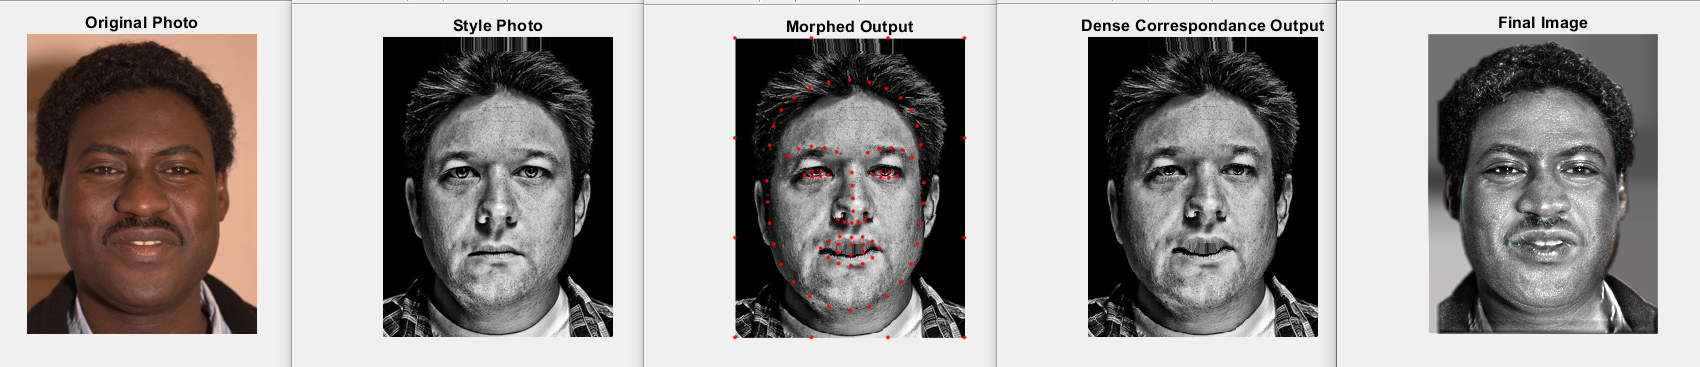 Original Photo
Style Photo
Morphed Output
Dense Correspondance Output
Final Image